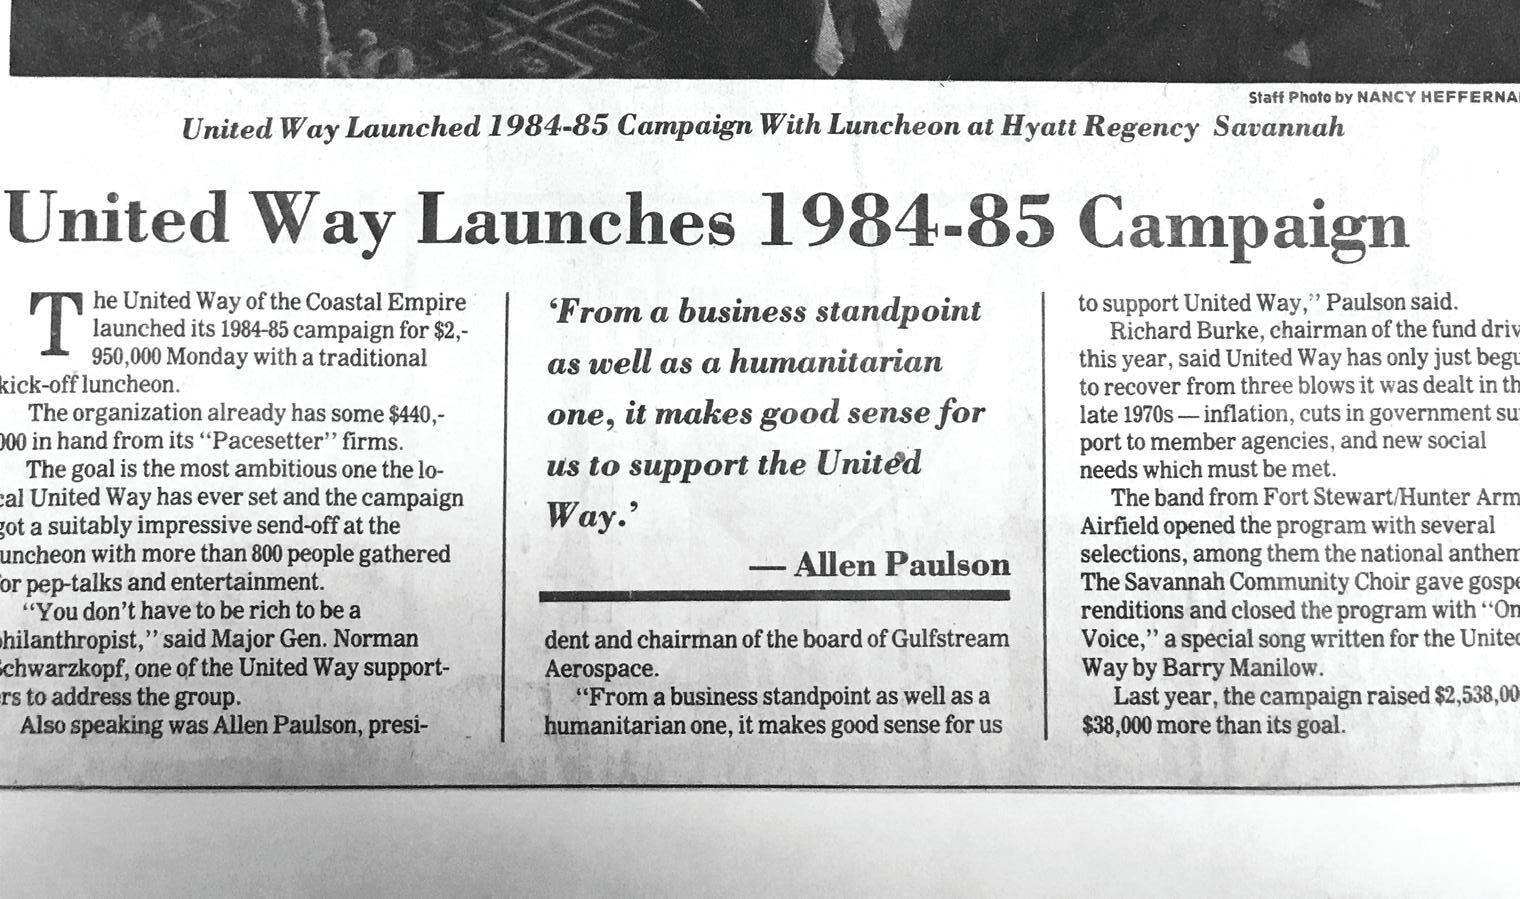 Staff Photo by NANCY HEFFERNA
United Way Launched 1984-85 Campaign With Luncheon at Hyatt Regency Savannah
United Way Launches 1984-85 Campaign
The United Way of the Coastal Empire
launched its 1984-85 campaign for $2,-
950,000 Monday with a traditional
kick-off luncheon.
The organization already has some $440,-
000 in hand from its "Pacesetter" firms.
The goal is the most ambitious one the lo-
cal United Way has ever set and the campaign
got a suitably impressive send-off at the
luncheon with more than 800 people gathered
for pep-talks and entertainment.
"You don't have to be rich to be a
philanthropist," said Major Gen. Norman
Schwarzkopf, one of the United Way support-
ers to address the group.
Also speaking was Allen Paulson, presi-
'From a business standpoint
as well as a humanitarian
one, it makes good sense for
us to support the United
Way.'
— Allen Paulson
dent and chairman of the board of Gulfstream
Aerospace.
"From a business standpoint as well as a
humanitarian one, it makes good sense for us
to support United Way," Paulson said.
Richard Burke, chairman of the fund driv
this year, said United Way has only just begu
to recover from three blows it was dealt in th
late 1970s — inflation, cuts in government su
port to member agencies, and new social
needs which must be met.
The band from Fort Stewart/Hunter Arm
Airfield opened the program with several
selections, among them the national anthem
The Savannah Community Choir gave gospe
renditions and closed the program with "On
Voice," a special song written for the United
Way by Barry Manilow.
Last year, the campaign raised $2,538,00
$38,000 more than its goal.